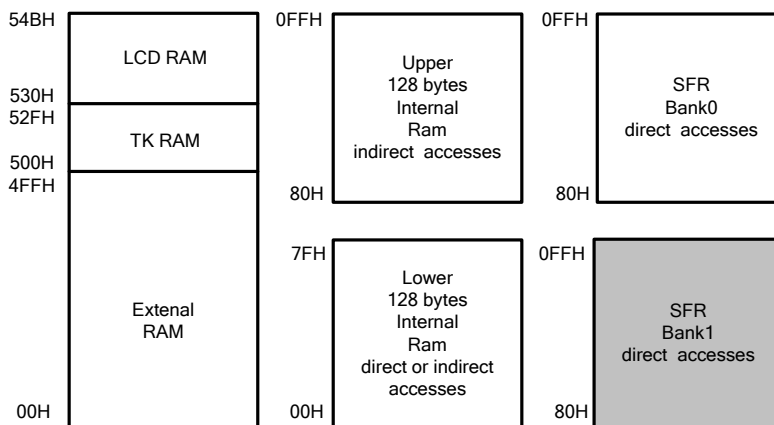 54BH
LCD RAM
530H
52FH
TK RAM
500H
4FFH
Extenal
RAM
00H
0FFH
Upper
128 bytes
Internal
Ram
indirect accesses
80H
7FH
Lower
128 bytes
Internal
Ram
direct or indirect
accesses
00H
0FFH
SFR
Bank0
direct accesses
80H
0FFH
SFR
Bank1
direct accesses
80H